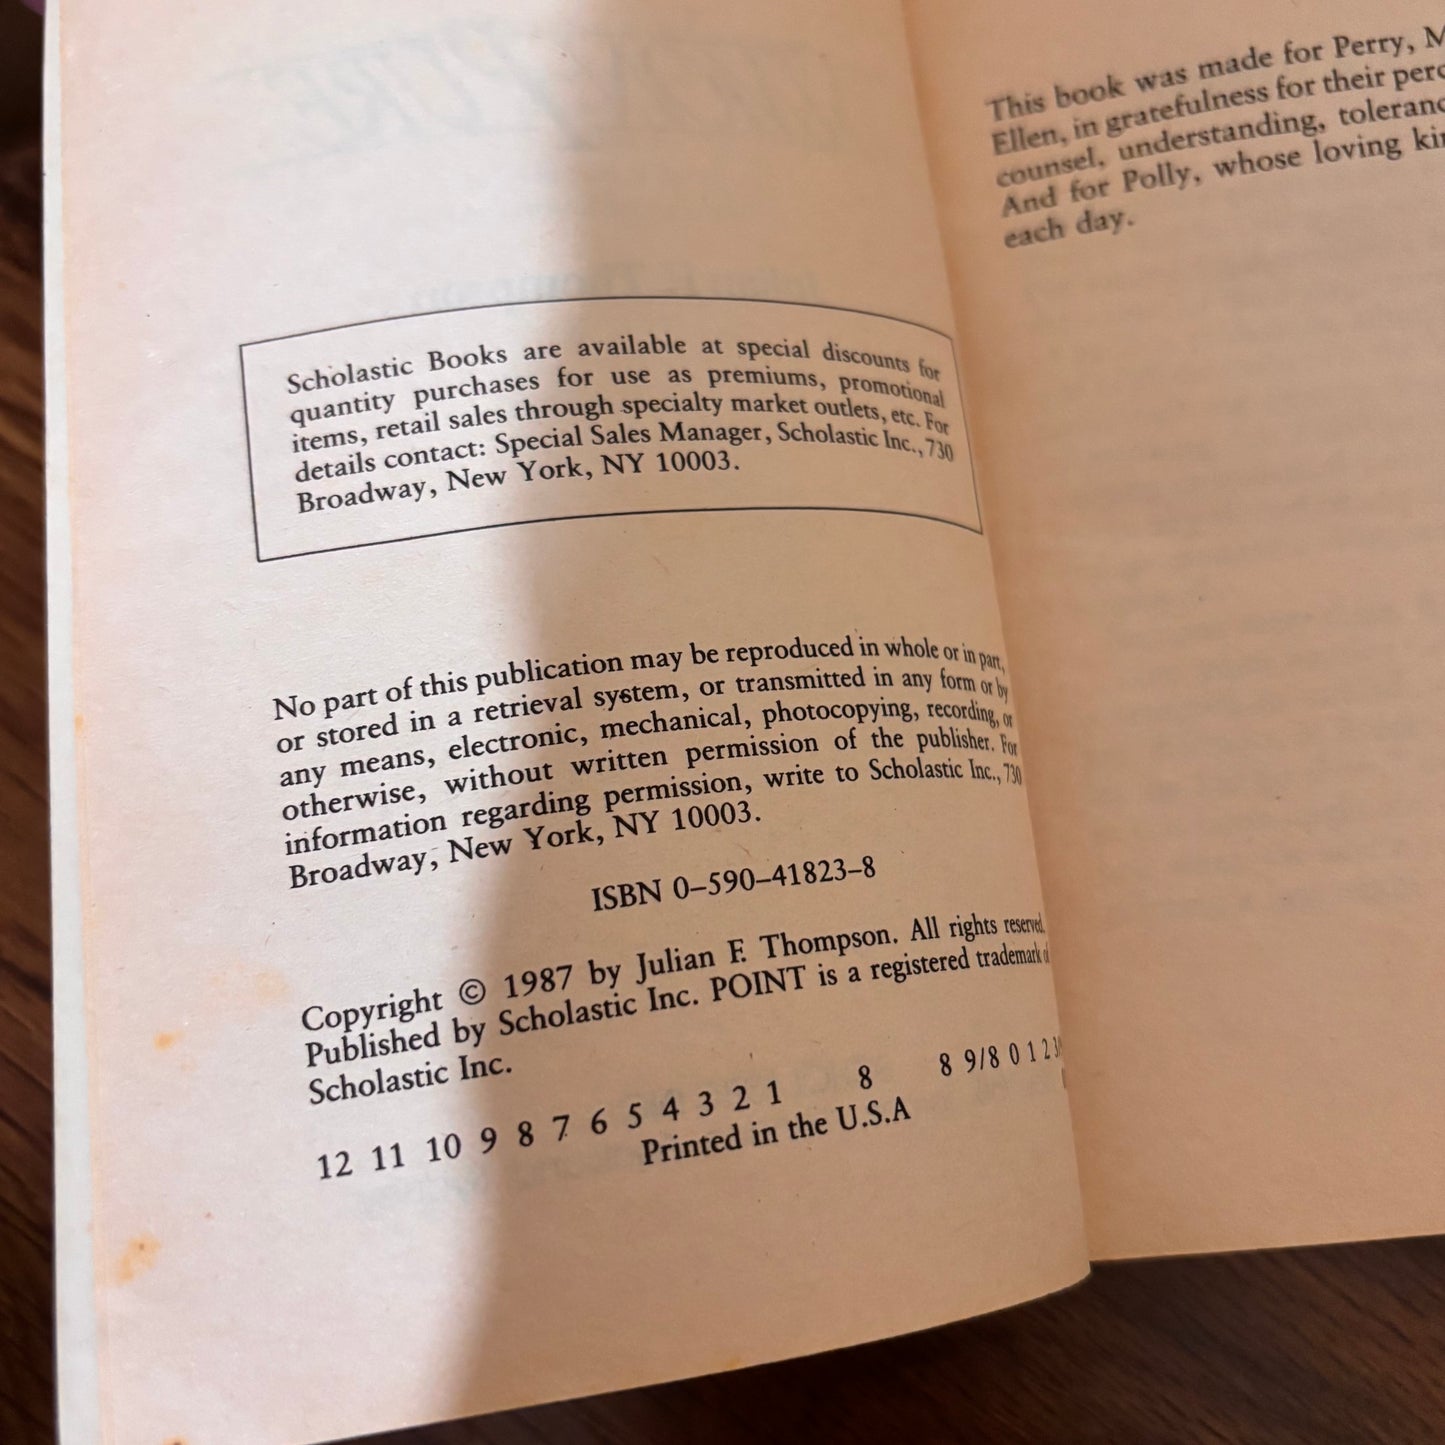 Scholastic Books are available at special discounts for
quantity purchases for use as premiums, promotional
items, retail sales through specialty market outlets, etc. For
details contact: Special Sales Manager, Scholastic Inc., 730
Broadway, New York, NY 10003.
No part of this publication may be reproduced in whole or in part,
or stored in a retrieval system, or transmitted in any form or by
any means, electronic, mechanical, photocopying, recording, or
otherwise, without written permission of the publisher. For
information regarding permission, write to Scholastic Inc., 730
Broadway, New York, NY 10003.
ISBN 0–590–41823–8
Copyright © 1987 by Julian F. Thompson. All rights reserved.
Published by Scholastic Inc. POINT is a registered trademark of
Scholastic Inc.
12 11 10 9 8 7 6 5 4 3 2 1 8 8 9/8 0 1 2
Printed in the U.S.A
This book was made for Perry,
Ellen, in gratefulness for their
counsel, understanding,
And for Polly, whose loving
each day.